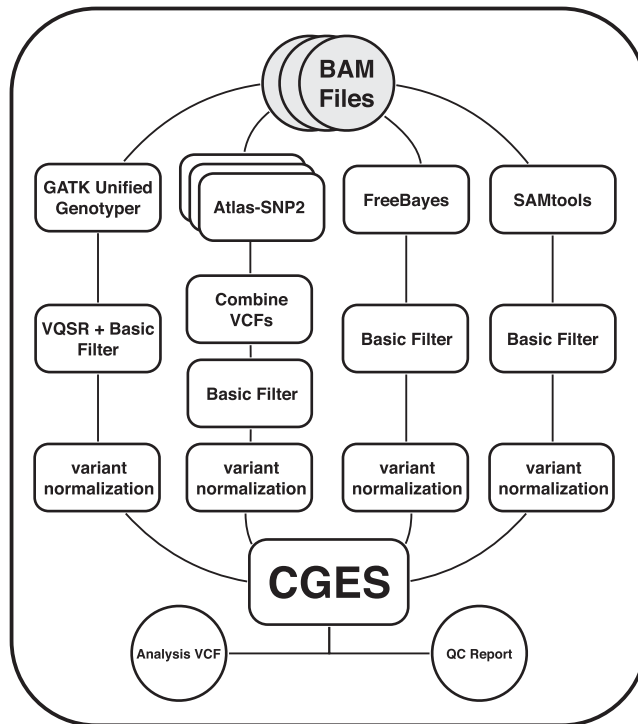 BAM
Files
GATK Unified
Genotyper
Atlas-SNP2
FreeBayes
SAMtools
Combine
VCFs
VQSR + Basic
Filter
Basic Filter
Basic Filter
Basic Filter
variant
normalization
variant
normalization
variant
normalization
variant
normalization
CGES
Analysis VCF
QC Report